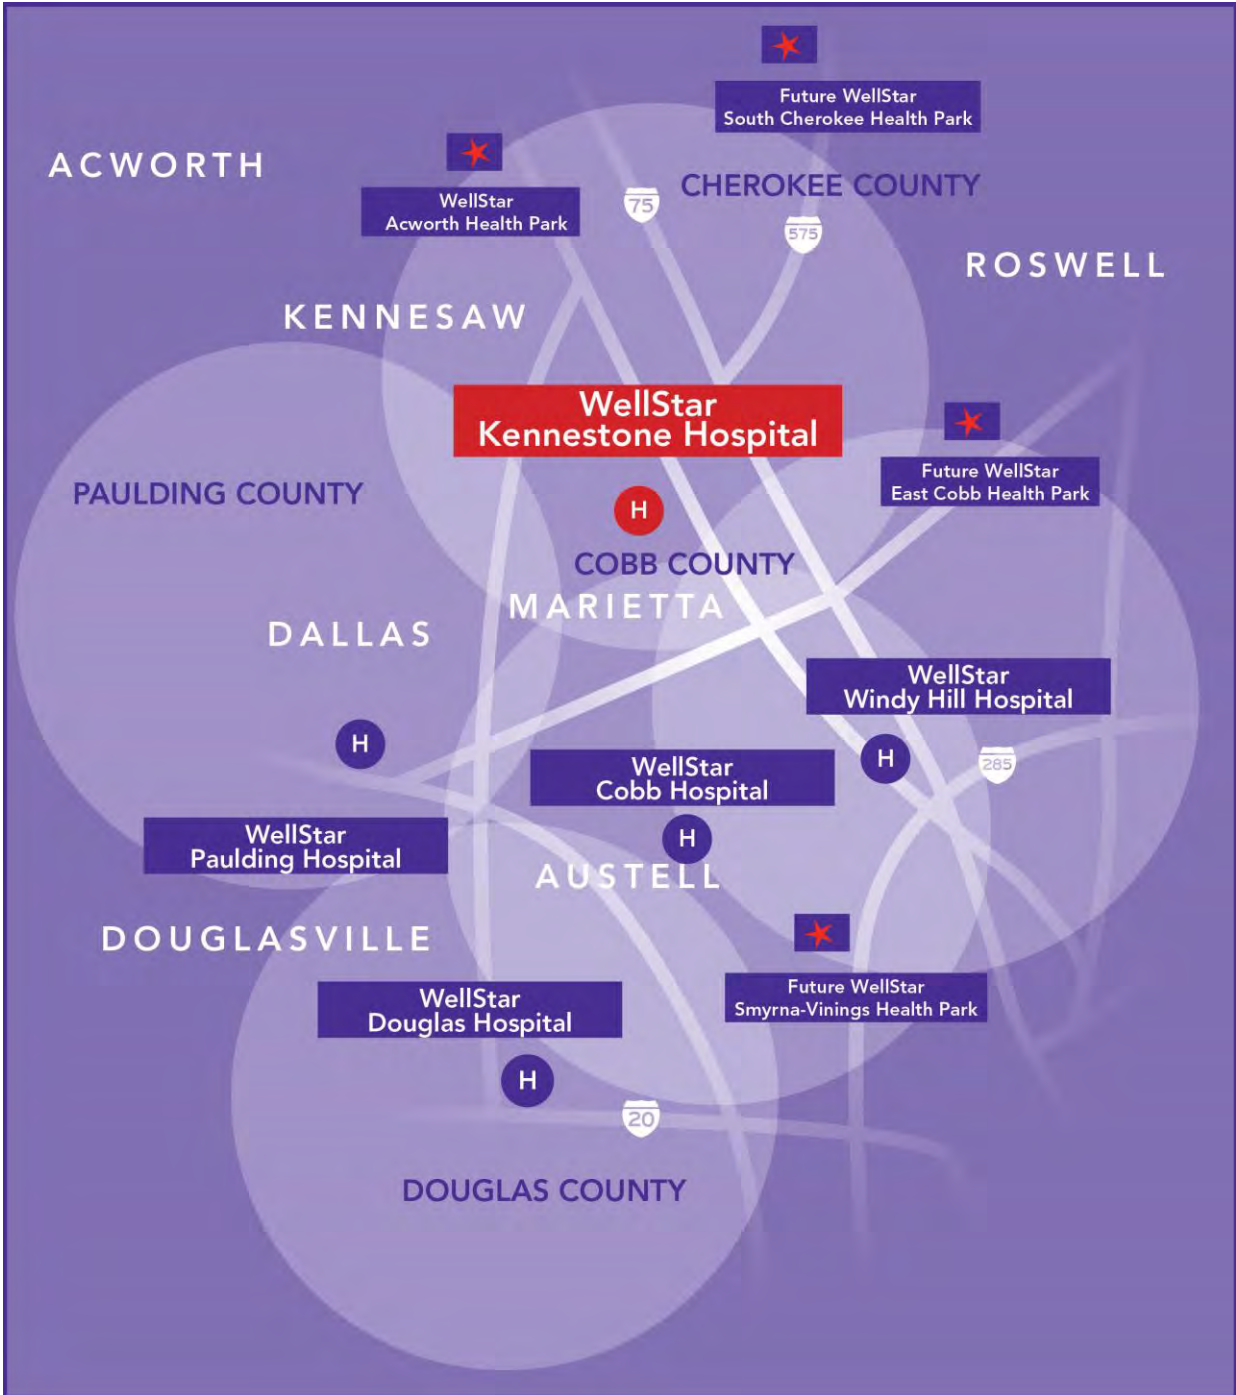 Future WellStar
South Cherokee Health Park
ACWORTH
CHEROKEE COUNTY
WellStar
Acworth Health Park
75
575
ROSWELL
KENNESAW
WellStar
Kennestone Hospital
Future WellStar
East Cobb Health Park
PAULDING COUNTY
H
COBB COUNTY
MARIETTA
DALLAS
WellStar
Windy Hill Hospital
H
H
285
WellStar
Cobb Hospital
WellStar
Paulding Hospital
H
AUSTELL
DOUGLASVILLE
WellStar
Douglas Hospital
Future WellStar
Smyrna-Vinings Health Park
H
20
DOUGLAS COUNTY